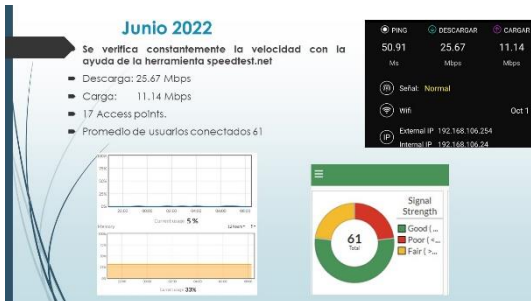 Junio 2022
Se verifica constantemente la velocidad con la
ayuda de la herramienta speedtest.net
Descarga: 25.67 Mbps
Carga: 11.14 Mbps
17 Access points.
Promedio de usuarios conectados 61
PING DESCARGAR CARGAR
50.91 25.67 11.14
Ms Mbps Mbps
Señal: Normal
Wifi Oct 1
IP
External IP 192.168.106.254
Internal IP 192.168.106.24
5 %
33%
Signal
Strength
61
Total
Good (...
Poor (<...
Fair (>...